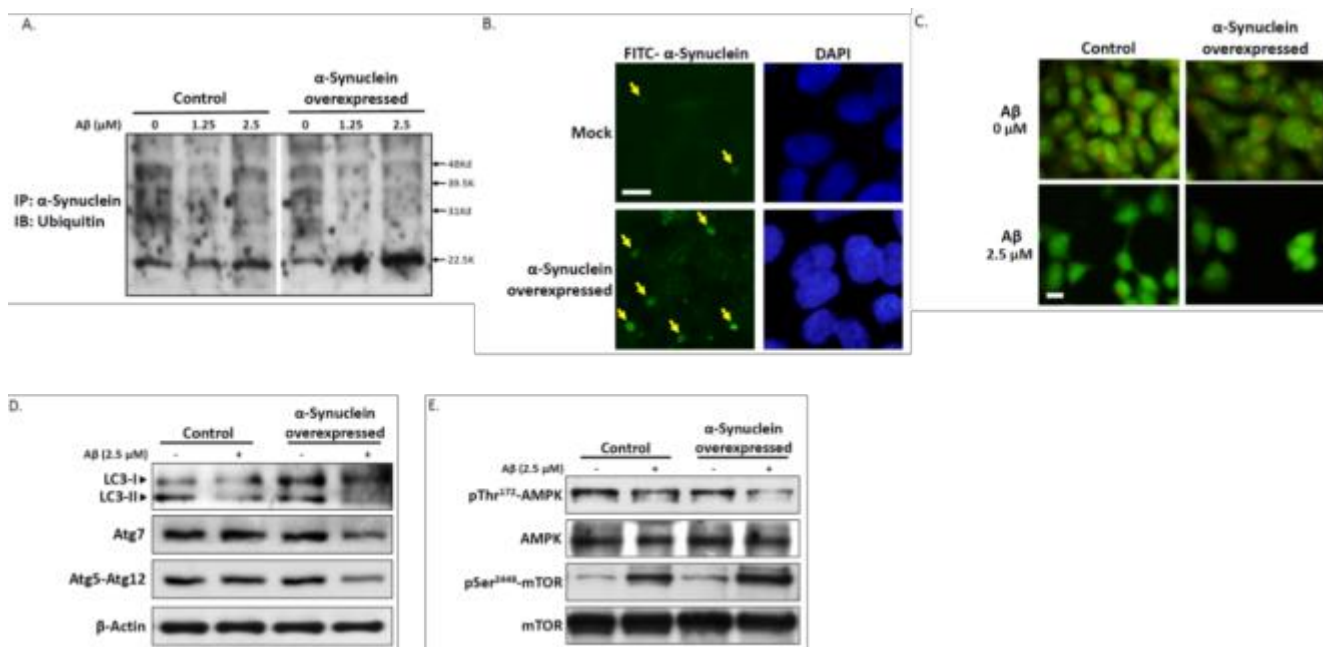 A.
Control
α-Synuclein
overexpressed
Aβ (μM)
0 1.25 2.5 0 1.25 2.5
IP: α-Synuclein
IB: Ubiquitin
48Kd
39.5K
31Kd
22.5K
B.
FITC- α-Synuclein DAPI
Mock
α-Synuclein
overexpressed
C.
Control
α-Synuclein
overexpressed
Aβ
0 μM
Aβ
2.5 μM
D.
Control
α-Synuclein
overexpressed
Aβ (2.5 μM) - + - +
LC3-I
LC3-II
Atg7
Atg5-Atg12
β-Actin
E.
Control
α-Synuclein
overexpressed
Aβ (2.5 μM) - + - +
pThr172-AMPK
AMPK
pSer2448-mTOR
mTOR